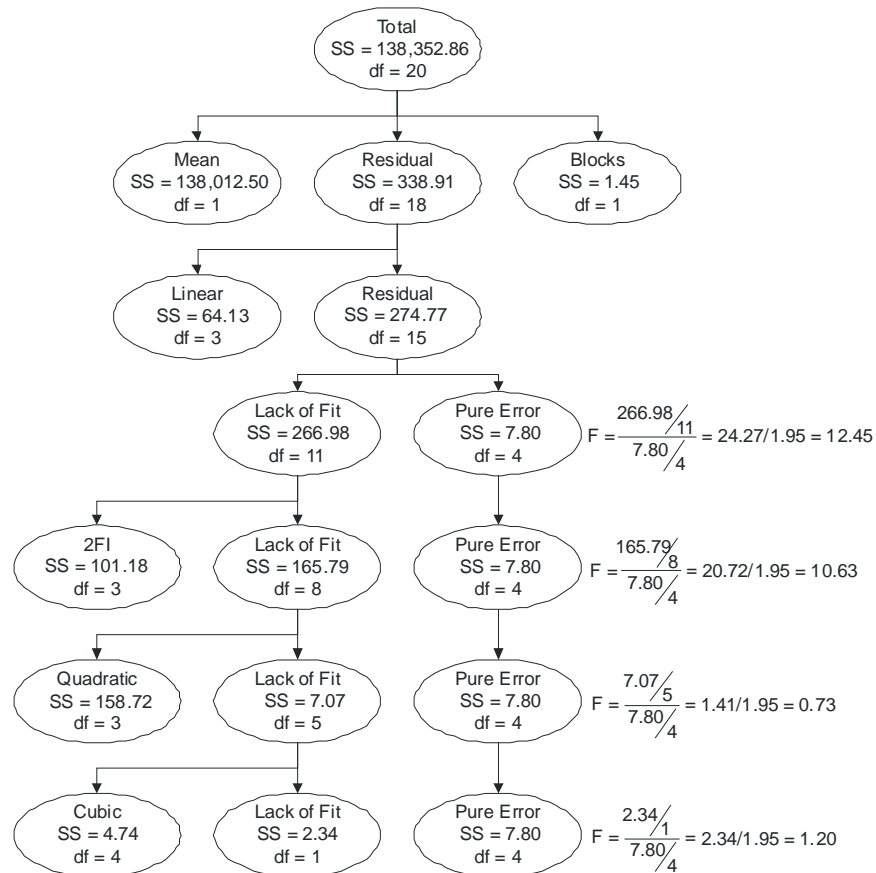 Total
SS = 138,352.86
df = 20
Mean
SS = 138,012.50
df = 1
Residual
SS = 338.91
df = 18
Blocks
SS = 1.45
df = 1
Linear
SS = 64.13
df = 3
Residual
SS = 274.77
df = 15
Lack of Fit
SS = 266.98
df = 11
Pure Error
SS = 7.80
df = 4
F = 266.98/11 / 7.80/4 = 24.27/1.95 = 12.45
2FI
SS = 101.18
df = 3
Lack of Fit
SS = 165.79
df = 8
Pure Error
SS = 7.80
df = 4
F = 165.79/8 / 7.80/4 = 20.72/1.95 = 10.63
Quadratic
SS = 158.72
df = 3
Lack of Fit
SS = 7.07
df = 5
Pure Error
SS = 7.80
df = 4
F = 7.07/5 / 7.80/4 = 1.41/1.95 = 0.73
Cubic
SS = 4.74
df = 4
Lack of Fit
SS = 2.34
df = 1
Pure Error
SS = 7.80
df = 4
F = 2.34/1 / 7.80/4 = 2.34/1.95 = 1.20